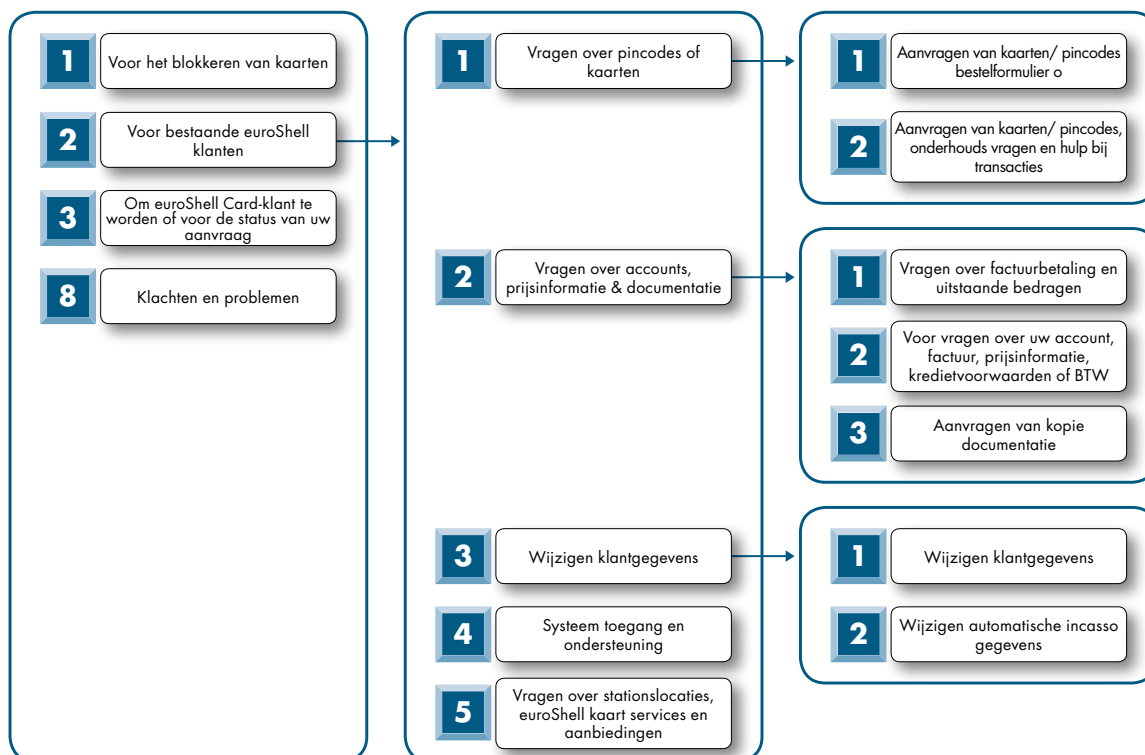 1
Voor het blokkeren van kaarten
2
Voor bestaande euroShell
klanten
3
Om euroShell Card-klant te
worden of voor de status van uw
aanvraag
8
Klachten en problemen
1
Vragen over pincodes of
kaarten
2
Vragen over accounts,
prijsinformatie & documentatie
3
Wijzigen klantgegevens
4
Systeem toegang en
ondersteuning
5
Vragen over stationslocaties,
euroShell kaart services en
aanbiedingen
1
Aanvragen van kaarten/ pincodes
bestelformulier o
2
Aanvragen van kaarten/ pincodes,
onderhouds vragen en hulp bij
transacties
1
Vragen over factuurbetaling en
uitstaande bedragen
2
Voor vragen over uw account,
factuur, prijsinformatie,
kredietvoorwaarden of BTW
3
Aanvragen van kopie
documentatie
1
Wijzigen klantgegevens
2
Wijzigen automatische incasso
gegevens